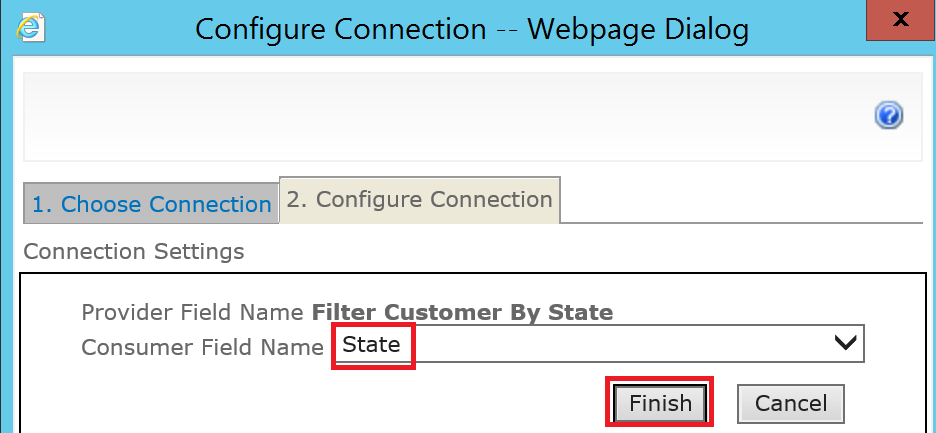 Configure Connection -- Webpage Dialog
x
?
1. Choose Connection
2. Configure Connection
Connection Settings
Provider Field Name Filter Customer By State
Consumer Field Name State
Finish Cancel